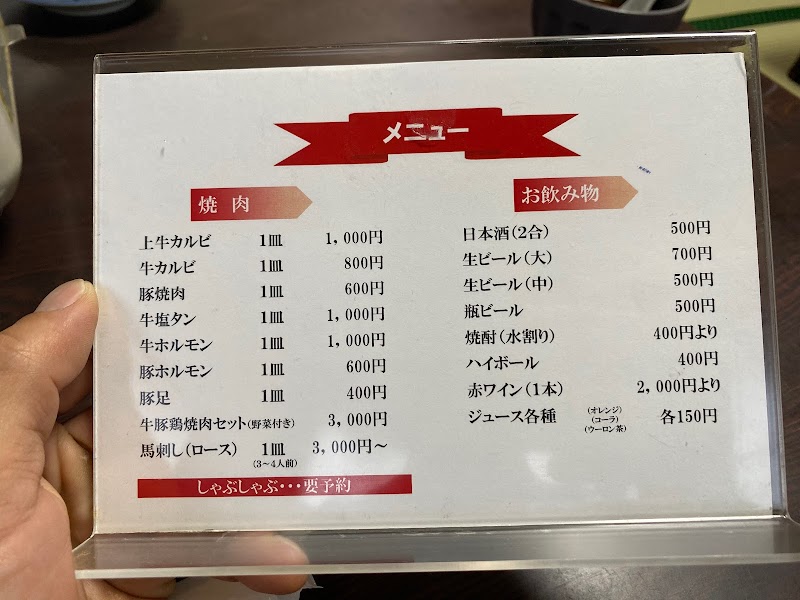 メニュー
焼肉
上牛カルビ 1皿 1,000円
牛カルビ 1皿 800円
豚焼肉 1皿 600円
牛塩タン 1皿 1,000円
牛ホルモン 1皿 1,000円
豚ホルモン 1皿 600円
豚足 1皿 400円
牛豚鶏焼肉セット(野菜付き) 3,000円
馬刺し(ロース) 1皿 3,000円〜
(3〜4人前)
しゃぶしゃぶ・・・要予約
お飲み物
日本酒(2合) 500円
生ビール(大) 700円
生ビール(中) 500円
瓶ビール 500円
焼酎(水割り) 400円より
ハイボール 400円
赤ワイン(1本) 2,000円より
ジュース各種 (オレンジ) 各150円
(コーラ)
(ウーロン茶)